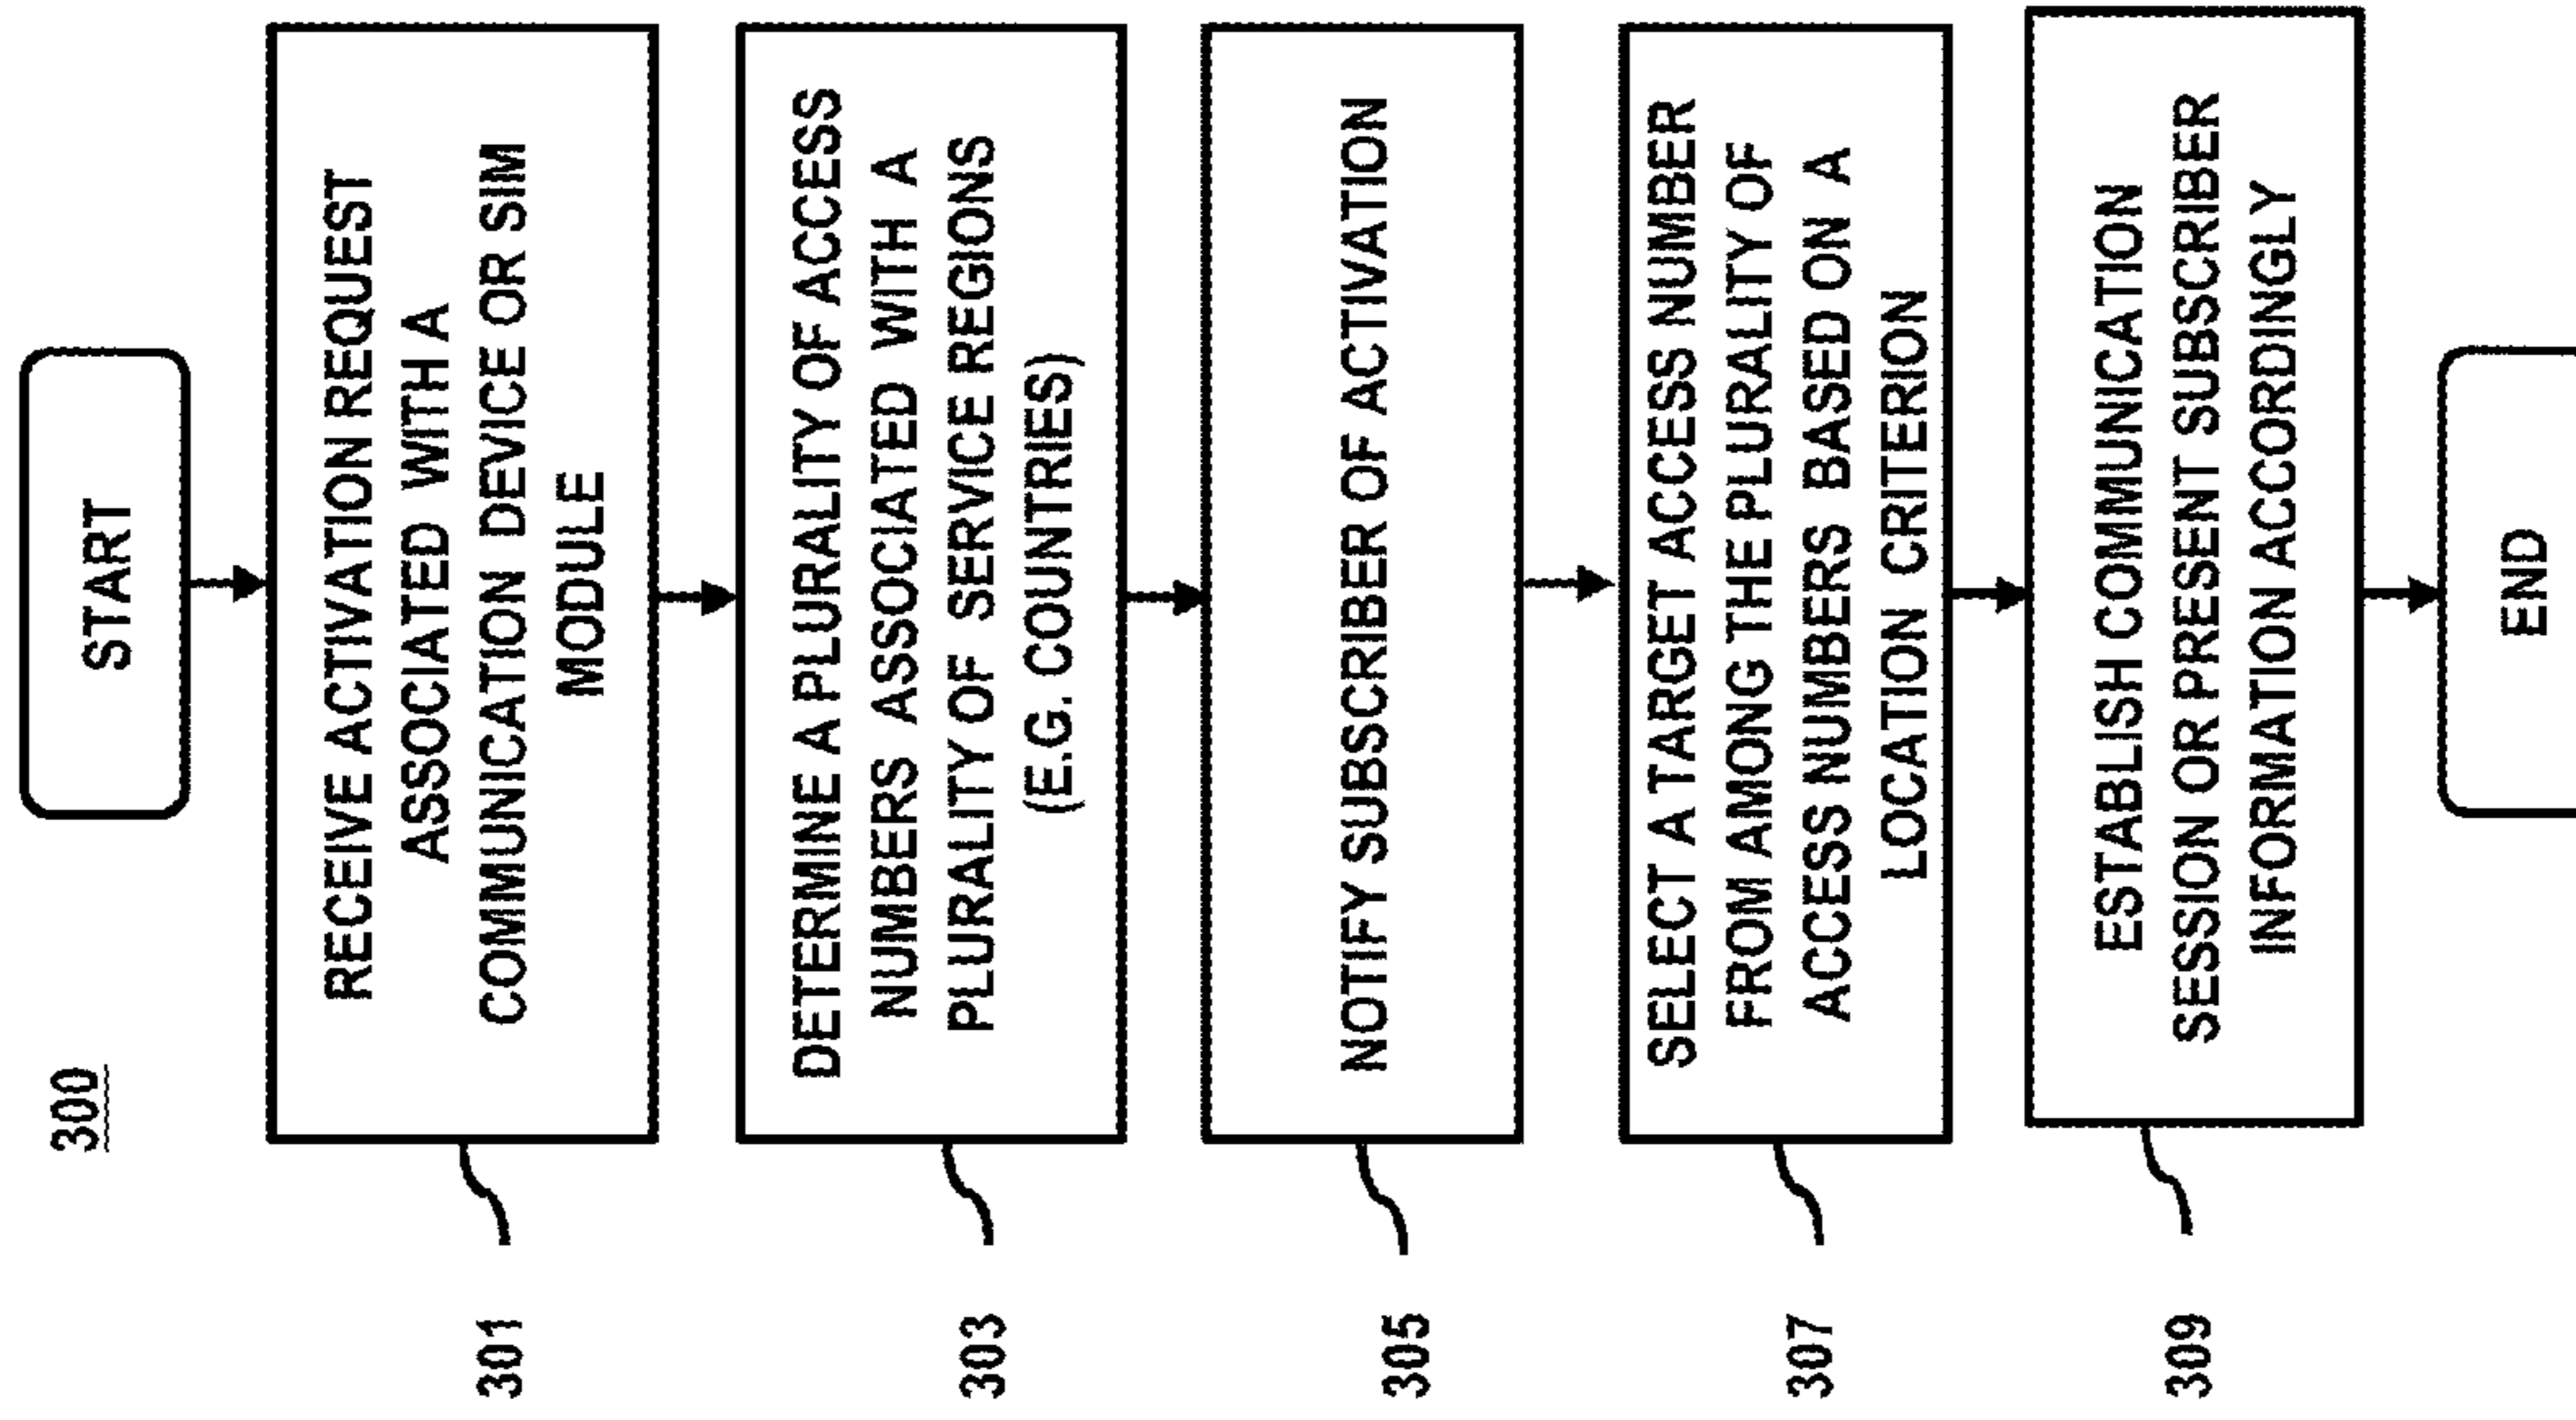 300
START
RECEIVE ACTIVATION REQUEST
ASSOCIATED WITH A
COMMUNICATION DEVICE OR SIM
MODULE
301
DETERMINE A PLURALITY OF ACCESS
NUMBERS ASSOCIATED WITH A
PLURALITY OF SERVICE REGIONS
(E.G. COUNTRIES)
303
NOTIFY SUBSCRIBER OF ACTIVATION
305
SELECT A TARGET ACCESS NUMBER
FROM AMONG THE PLURALITY OF
ACCESS NUMBERS BASED ON A
LOCATION CRITERION
307
ESTABLISH COMMUNICATION
SESSION OR PRESENT SUBSCRIBER
INFORMATION ACCORDINGLY
309
END